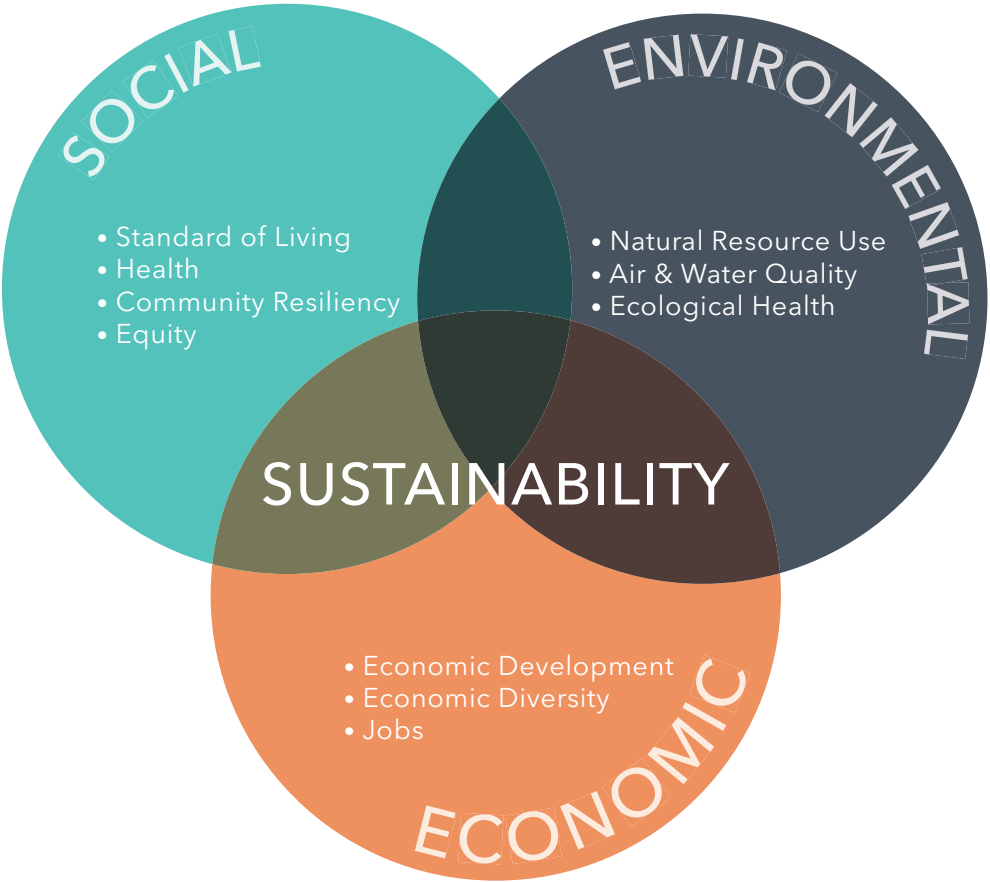 SOCIAL
• Standard of Living
• Health
• Community Resiliency
• Equity
ENVIRONMENTAL
• Natural Resource Use
• Air & Water Quality
• Ecological Health
SUSTAINABILITY
• Economic Development
• Economic Diversity
• Jobs
ECONOMIC